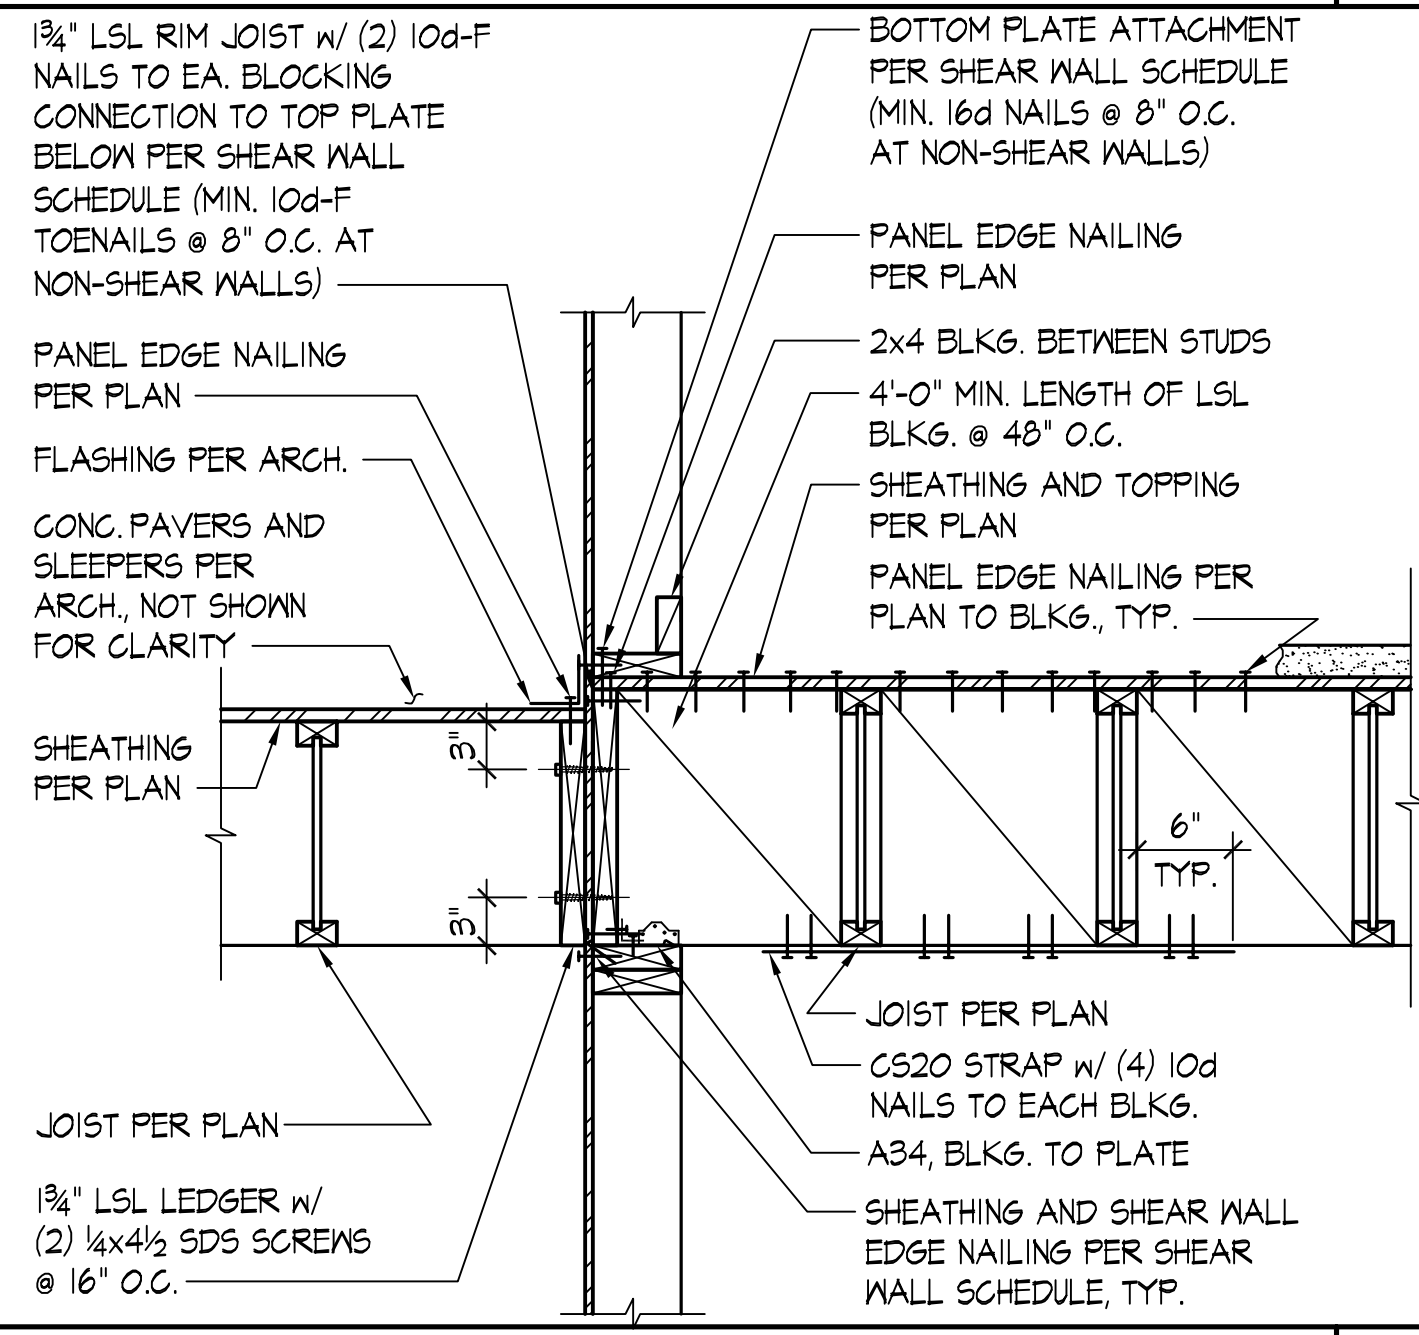 1¾" LSL RIM JOIST w/ (2) 10d-F
NAILS TO EA. BLOCKING
CONNECTION TO TOP PLATE
BELOW PER SHEAR WALL
SCHEDULE (MIN. 10d-F
TOENAILS @ 8" O.C. AT
NON-SHEAR WALLS)
PANEL EDGE NAILING
PER PLAN
FLASHING PER ARCH.
CONC. PAVERS AND
SLEEPERS PER
ARCH., NOT SHOWN
FOR CLARITY
SHEATHING
PER PLAN
JOIST PER PLAN
1¾" LSL LEDGER w/
(2) ¼x4½ SDS SCREWS
@ 16" O.C.
3"
3"
BOTTOM PLATE ATTACHMENT
PER SHEAR WALL SCHEDULE
(MIN. 16d NAILS @ 8" O.C.
AT NON-SHEAR WALLS)
PANEL EDGE NAILING
PER PLAN
2x4 BLKG. BETWEEN STUDS
4'-0" MIN. LENGTH OF LSL
BLKG. @ 48" O.C.
SHEATHING AND TOPPING
PER PLAN
PANEL EDGE NAILING PER
PLAN TO BLKG., TYP.
6"
TYP.
JOIST PER PLAN
CS20 STRAP w/ (4) 10d
NAILS TO EACH BLKG.
A34, BLKG. TO PLATE
SHEATHING AND SHEAR WALL
EDGE NAILING PER SHEAR
WALL SCHEDULE, TYP.